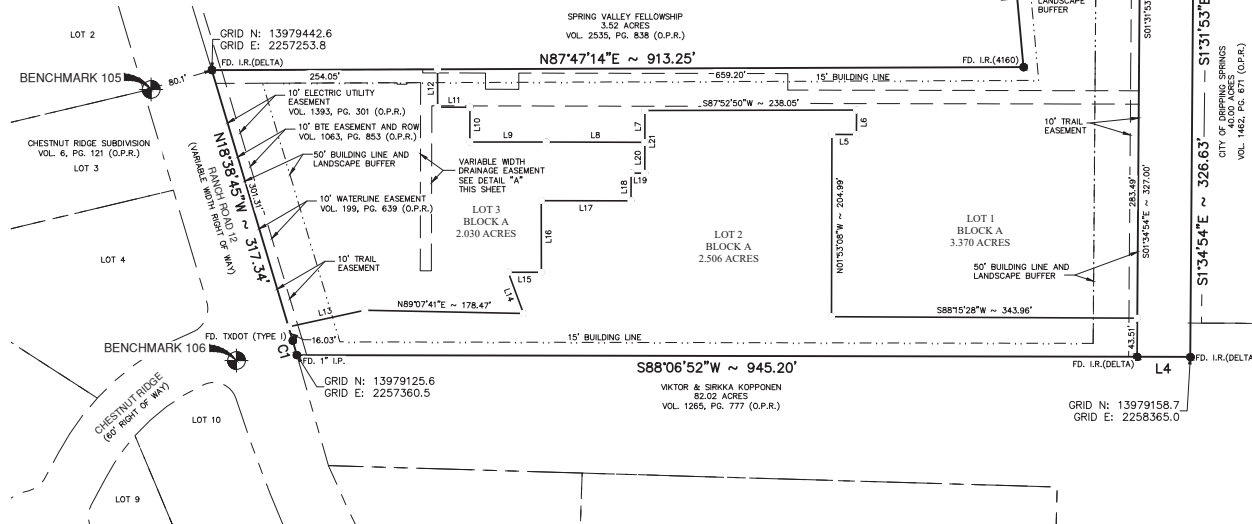 LOT 2
GRID N: 13979442.6
GRID E: 2257253.8
SPRING VALLEY FELLOWSHIP
3.52 ACRES
VOL. 2535, PG. 838 (O.P.R.)
LANDSCAPE
BUFFER
S01°31'53"
S1°31'53"E
N87°47'14"E ~ 913.25'
FD. I.R.(DELTA)
FD. I.R.(4160)
BENCHMARK 105
80.1'
254.05'
659.20'
15' BUILDING LINE
10' ELECTRIC UTILITY
EASEMENT
VOL. 1393, PG. 301 (O.P.R.)
L12
L11
S87°52'50"W ~ 238.05'
10' BTE EASEMENT AND ROW
VOL. 1063, PG. 853 (O.P.R.)
L10
L9
L8
L7
L21
L6
L5
10' TRAIL
EASEMENT
CITY OF DRIPPING SPRINGS
40.00 ACRES
VOL. 1462, PG. 671 (O.P.R.)
CHESTNUT RIDGE SUBDIVISION
VOL. 6, PG. 121 (O.P.R.)
LOT 3
N18°38'45"W ~ 317.34'
RANCH ROAD 12
(VARIABLE WIDTH RIGHT OF WAY)
301.31'
50' BUILDING LINE AND
LANDSCAPE BUFFER
VARIABLE WIDTH
DRAINAGE EASEMENT
SEE DETAIL "A"
THIS SHEET
L20
L19
L18
L17
10' WATERLINE EASEMENT
VOL. 199, PG. 639 (O.P.R.)
LOT 3
BLOCK A
2.030 ACRES
L16
LOT 2
BLOCK A
2.506 ACRES
N01°53'08"W ~ 204.99'
LOT 1
BLOCK A
3.370 ACRES
283.49'
S01°34'54"E ~ 327.00'
S1°34'54"E ~ 326.63'
LOT 4
10' TRAIL
EASEMENT
L15
L14
50' BUILDING LINE AND
LANDSCAPE BUFFER
N89°07'41"E ~ 178.47'
L13
S88°15'28"W ~ 343.96'
FD. TXDOT (TYPE I)
16.03'
15' BUILDING LINE
43.51'
BENCHMARK 106
C1
FD. 1" I.P.
S88°06'52"W ~ 945.20'
FD. I.R.(DELTA)
L4
FD. I.R.(DELTA
GRID N: 13979125.6
GRID E: 2257360.5
VIKTOR & SIRKKA KOPPONEN
82.02 ACRES
VOL. 1265, PG. 777 (O.P.R.)
GRID N: 13979158.7
GRID E: 2258365.0
CHESTNUT RIDGE
(60' RIGHT OF WAY)
LOT 10
LOT 9